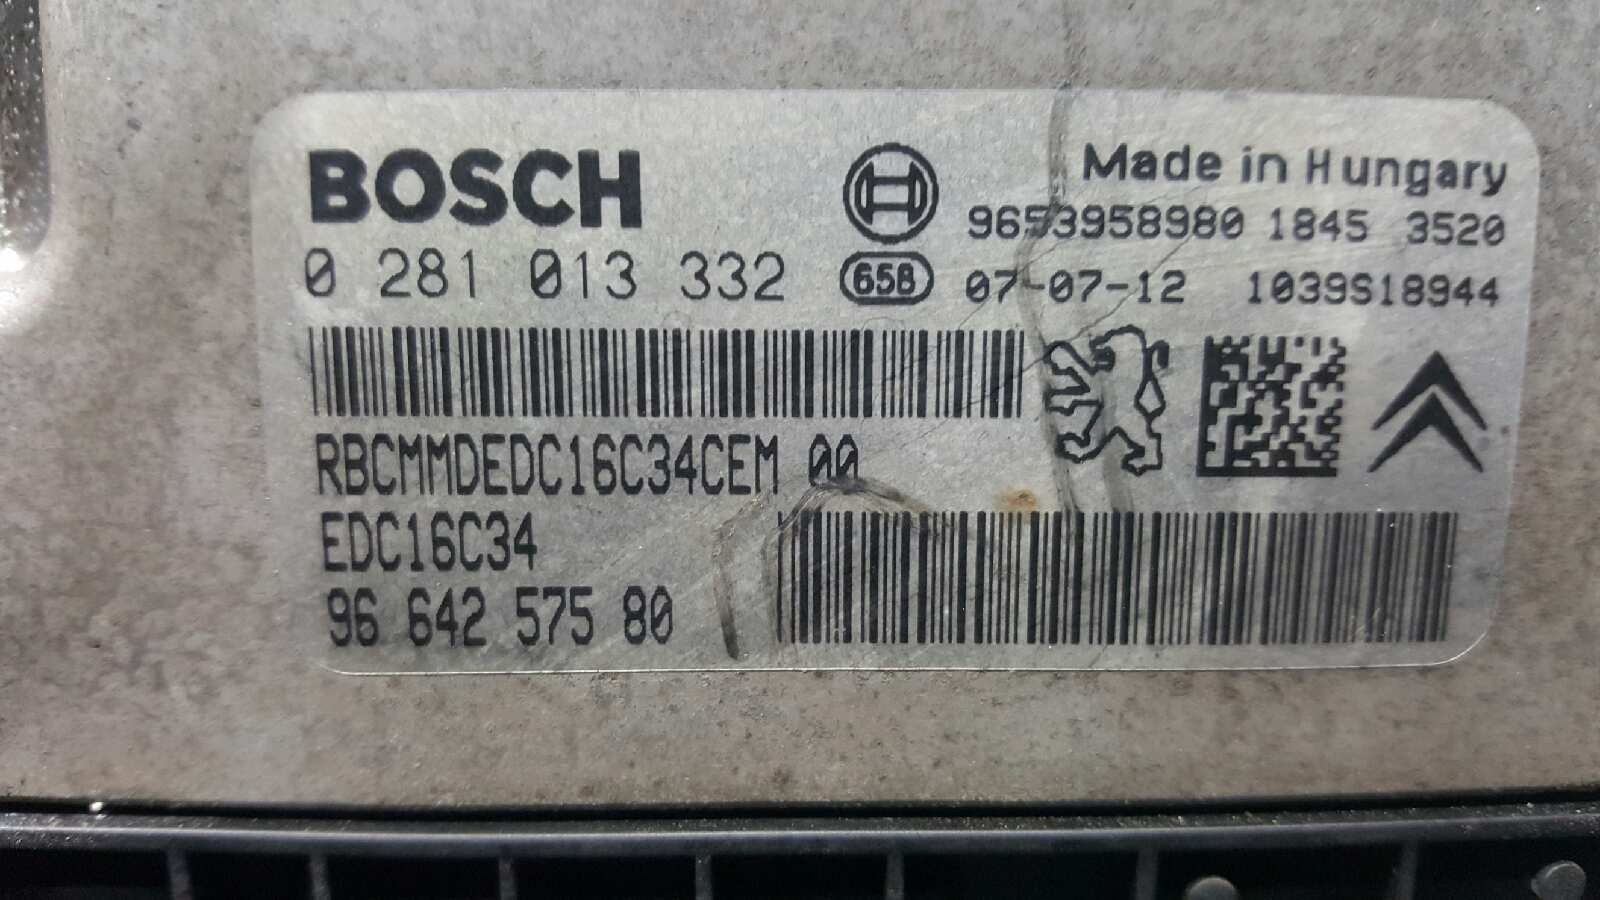 BOSCH
Made in Hungary
9653958980 1845 3520
0 281 013 332
658
07-07-12 1039S18944
RBCMMDEDC16C34CEM 00
EDC16C34
96 642 575 80